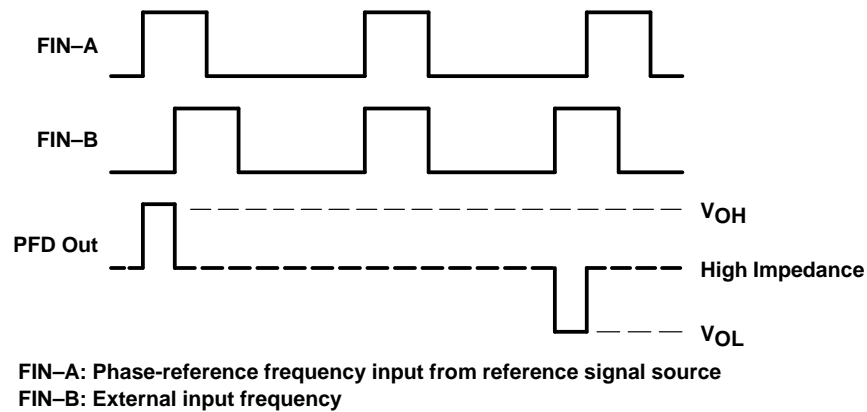 FIN–A
FIN–B
VOH
PFD Out
High Impedance
VOL
FIN–A: Phase-reference frequency input from reference signal source
FIN–B: External input frequency